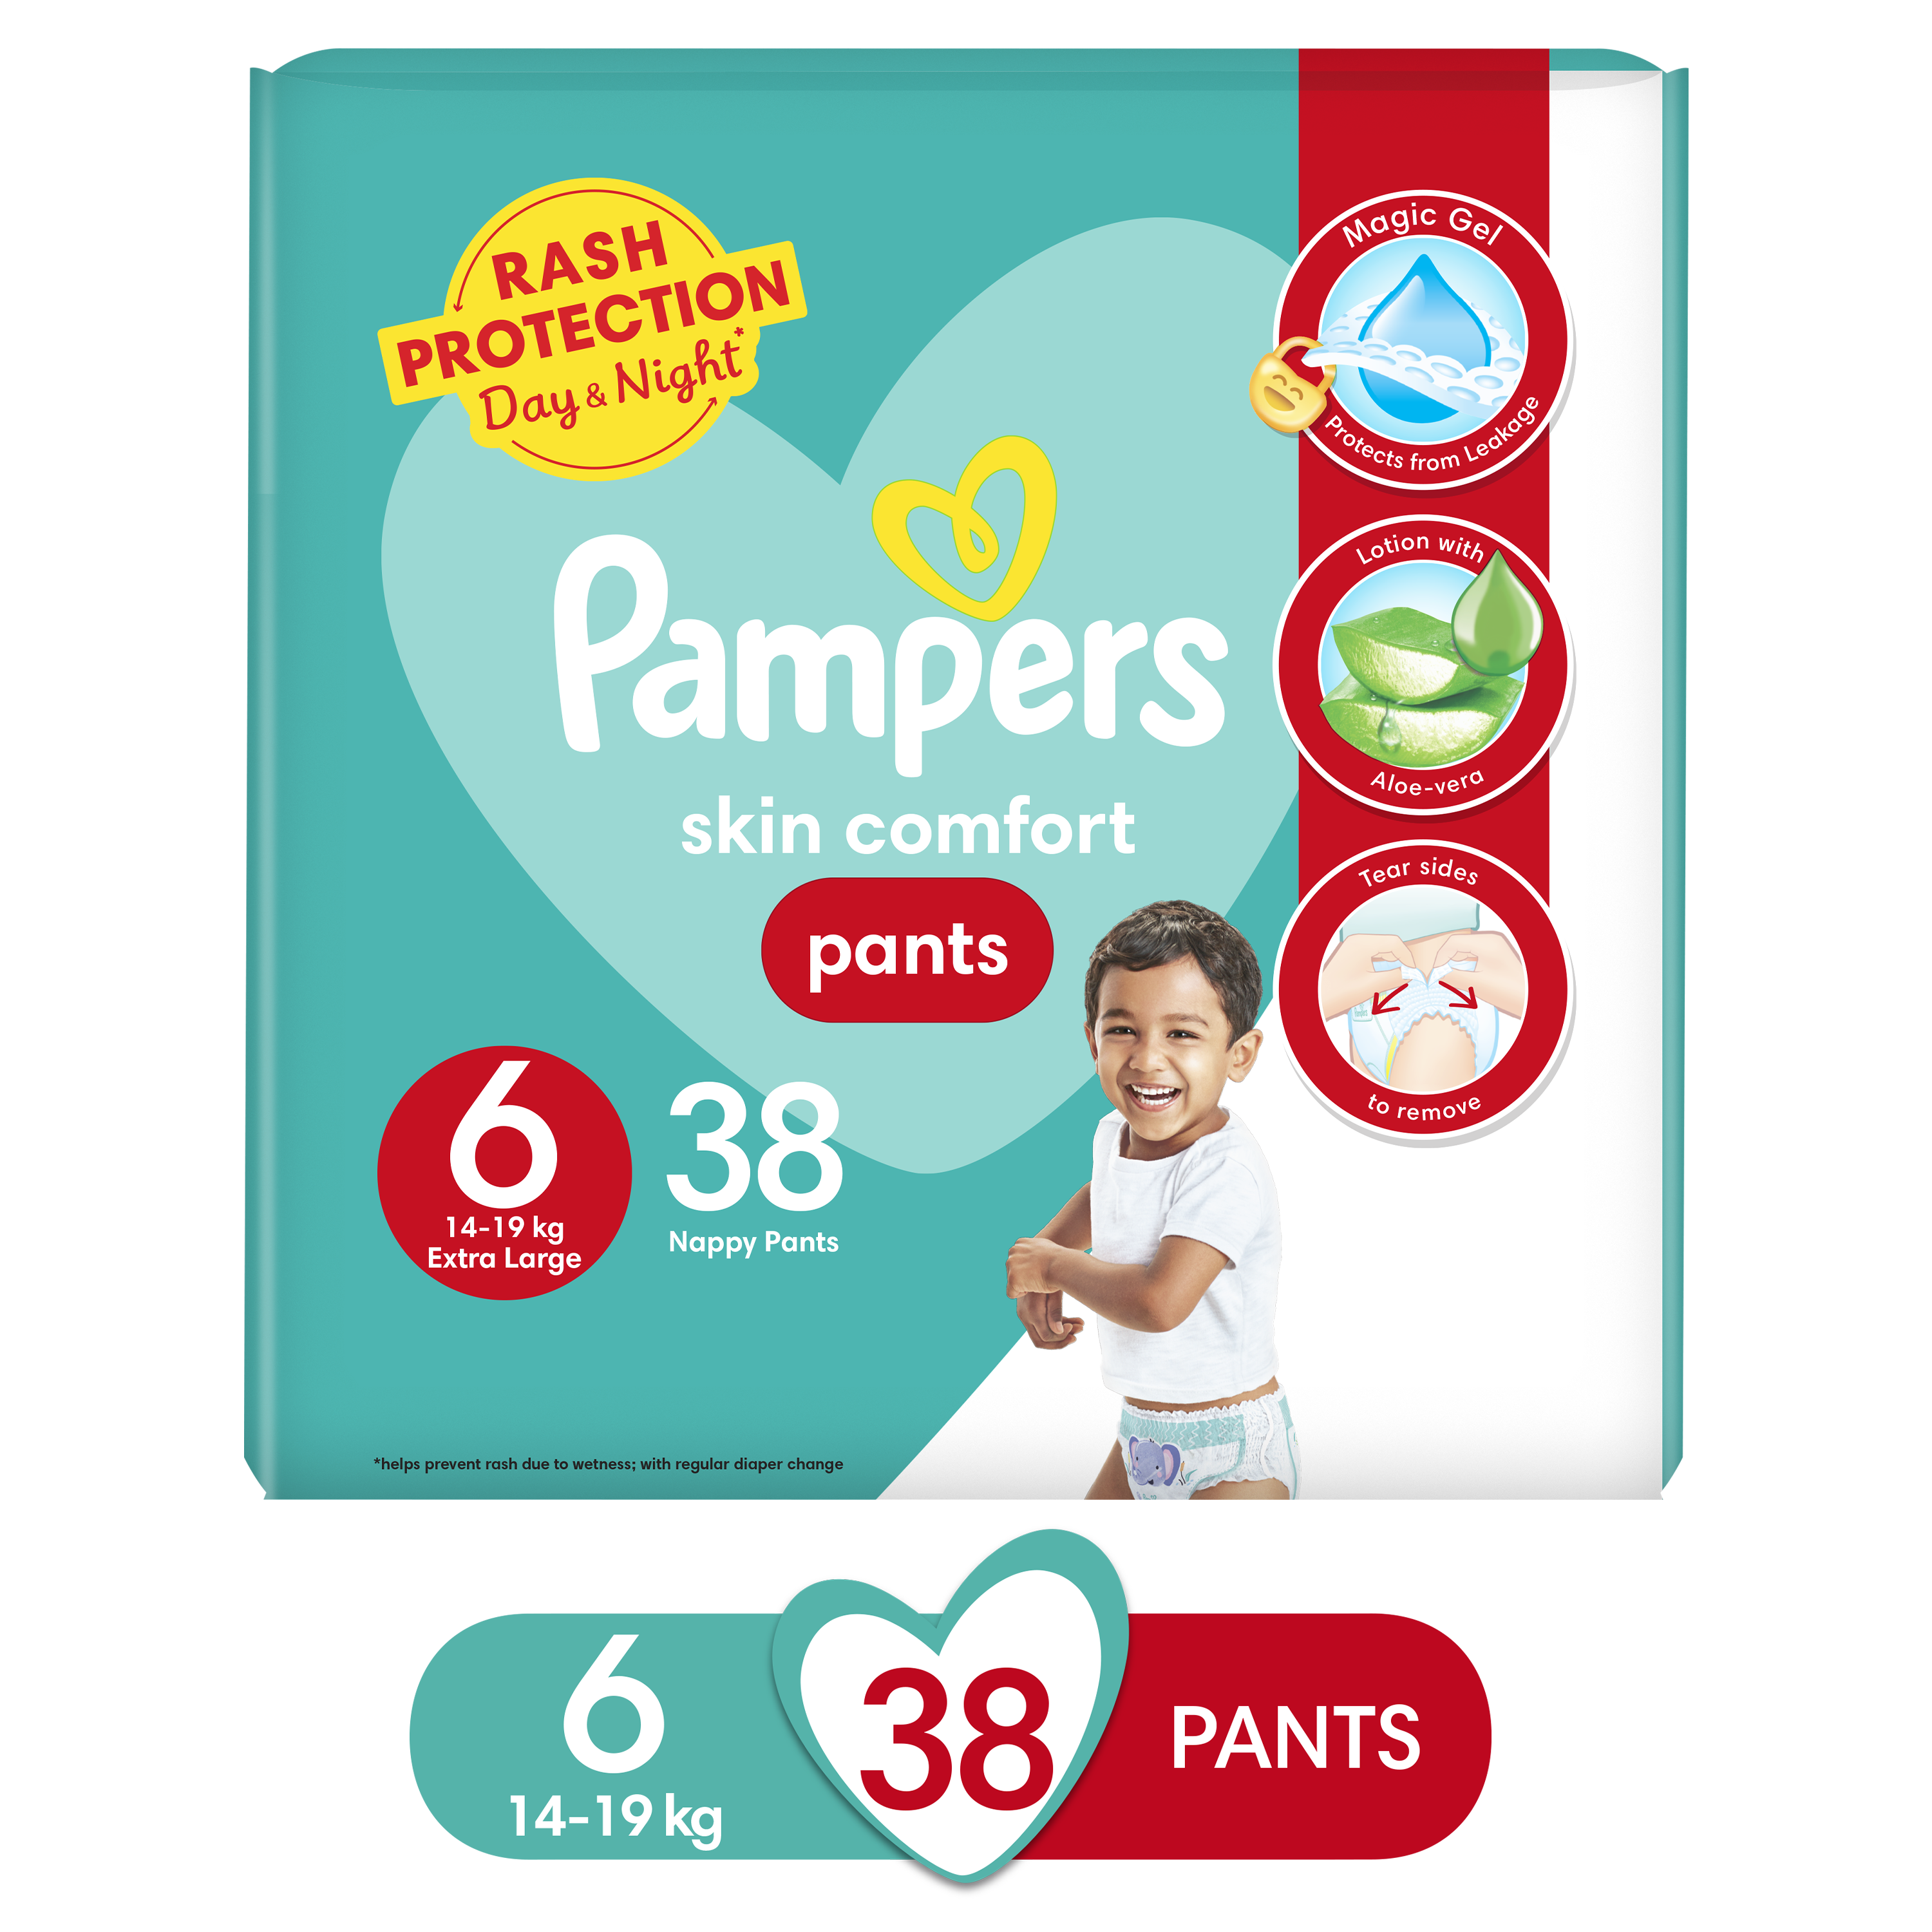 RASH
PROTECTION
Day & Night*
Magic Gel
Protects from Leakage
Pampers
skin comfort
pants
Lotion with
Aloe-vera
Tear sides
to remove
6
14-19 kg
Extra Large
38
Nappy Pants
*helps prevent rash due to wetness; with regular diaper change
6
14-19 kg
38
PANTS